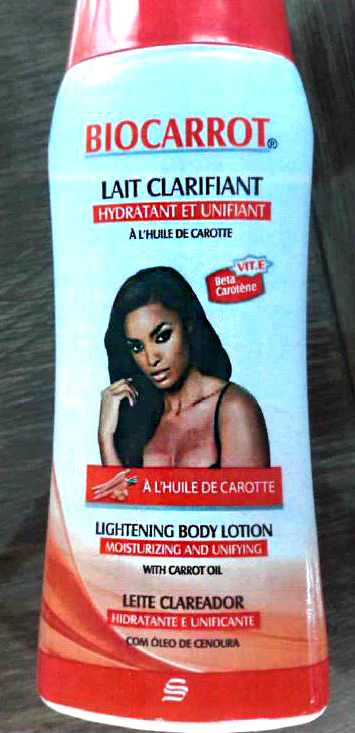 BIOCARROT®
LAIT CLARIFIANT
HYDRATANT ET UNIFIANT
À L'HUILE DE CAROTTE
VIT.E
Beta
Carotène
À L'HUILE DE CAROTTE
LIGHTENING BODY LOTION
MOISTURIZING AND UNIFYING
WITH CARROT OIL
LEITE CLAREADOR
HIDRATANTE E UNIFICANTE
COM ÓLEO DE CENOURA